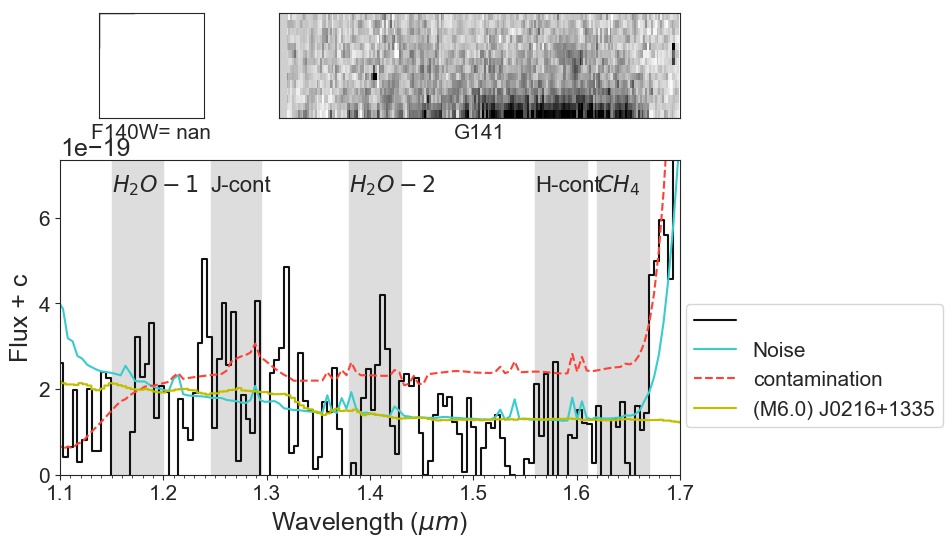 F140W= nan
G141
1e−19
H₂O − 1 J-cont H₂O − 2 H-cont CH₄
6
4
2
0
Flux + c
1.1 1.2 1.3 1.4 1.5 1.6 1.7
Wavelength (μm)
Noise
contamination
(M6.0) J0216+1335